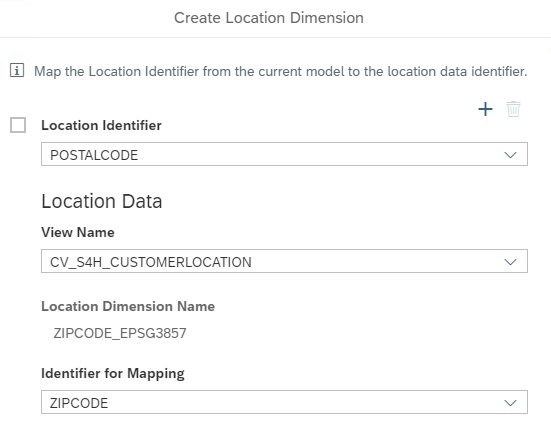 Create Location Dimension
Map the Location Identifier from the current model to the location data identifier.
Location Identifier
POSTALCODE
Location Data
View Name
CV_S4H_CUSTOMERLOCATION
Location Dimension Name
ZIPCODE_EPSG3857
Identifier for Mapping
ZIPCODE